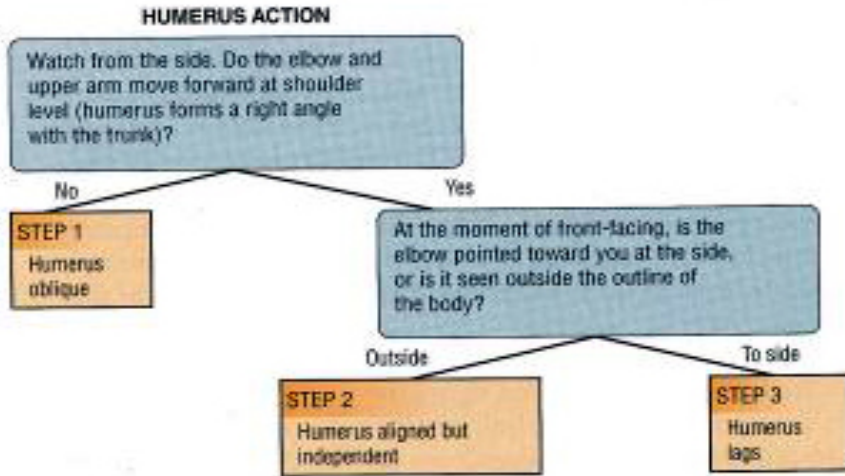 HUMERUS ACTION
Watch from the side. Do the elbow and
upper arm move forward at shoulder
level (humerus forms a right angle
with the trunk)?
No
Yes
STEP 1
Humerus
oblique
At the moment of front-facing, is the
elbow pointed toward you at the side,
or is it seen outside the outline of
the body?
Outside
To side
STEP 2
Humerus aligned but
independent
STEP 3
Humerus
lags